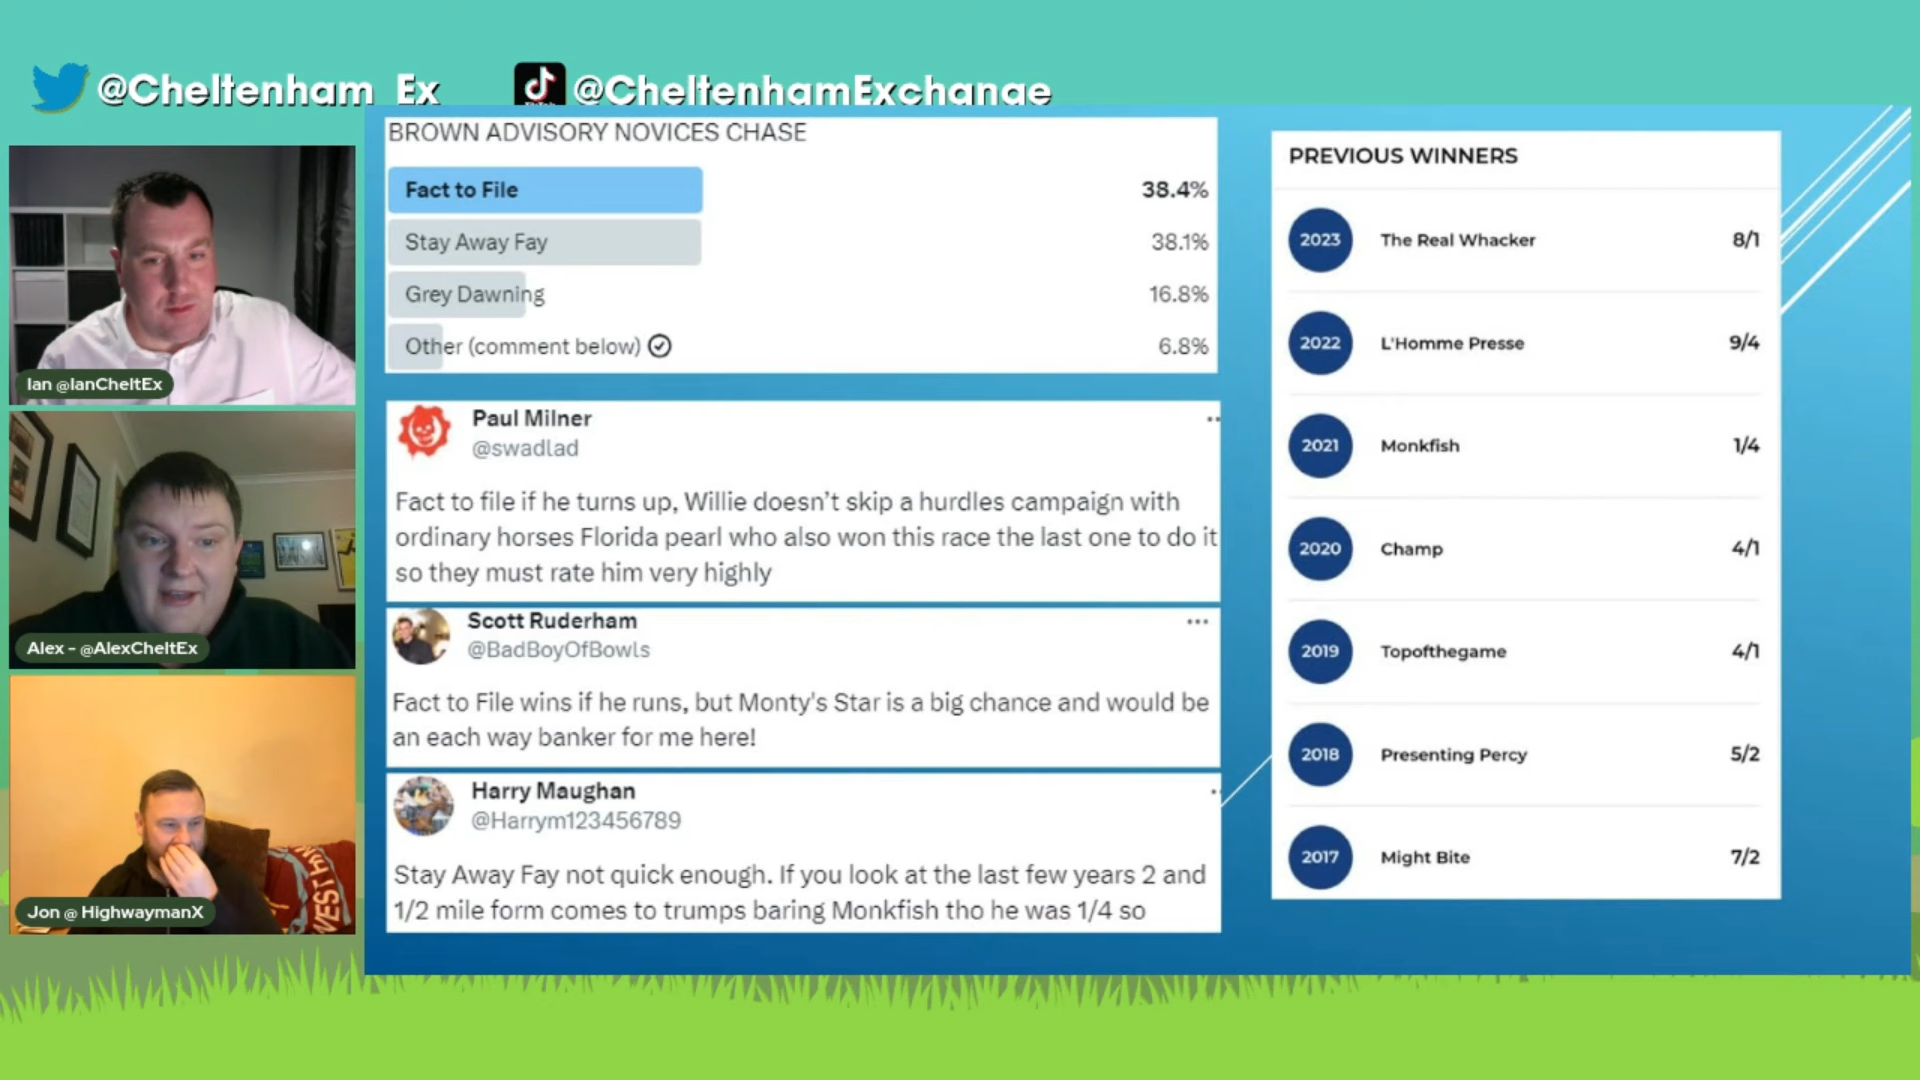 @Cheltenham_Ex
@CheltenhamExchange
BROWN ADVISORY NOVICES CHASE
Fact to File 38.4%
Stay Away Fay 38.1%
Grey Dawning 16.8%
Other (comment below) 6.8%
Paul Milner
@swadlad
Fact to file if he turns up, Willie doesn't skip a hurdles campaign with
ordinary horses Florida pearl who also won this race the last one to do it
so they must rate him very highly
Scott Ruderham
@BadBoyOfBowls
Fact to File wins if he runs, but Monty's Star is a big chance and would be
an each way banker for me here!
Harry Maughan
@Harrym123456789
Stay Away Fay not quick enough. If you look at the last few years 2 and
1/2 mile form comes to trumps baring Monkfish tho he was 1/4 so
PREVIOUS WINNERS
2023 The Real Whacker 8/1
2022 L'Homme Presse 9/4
2021 Monkfish 1/4
2020 Champ 4/1
2019 Topofthegame 4/1
2018 Presenting Percy 5/2
2017 Might Bite 7/2
Ian @IanCheltEx
Alex - @AlexCheltEx
WEST HAM
Jon @ HighwaymanX